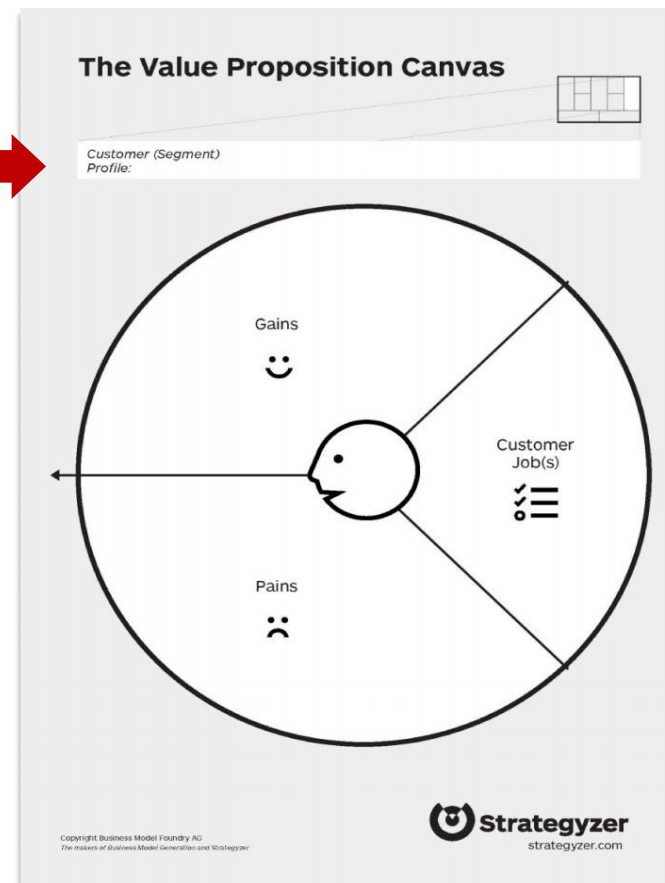 The Value Proposition Canvas
Customer (Segment)
Profile:
Gains
Customer
Job(s)
Pains
Copyright Business Model Foundry AG
The makers of Business Model Generation and Strategyzer
Strategyzer
strategyzer.com